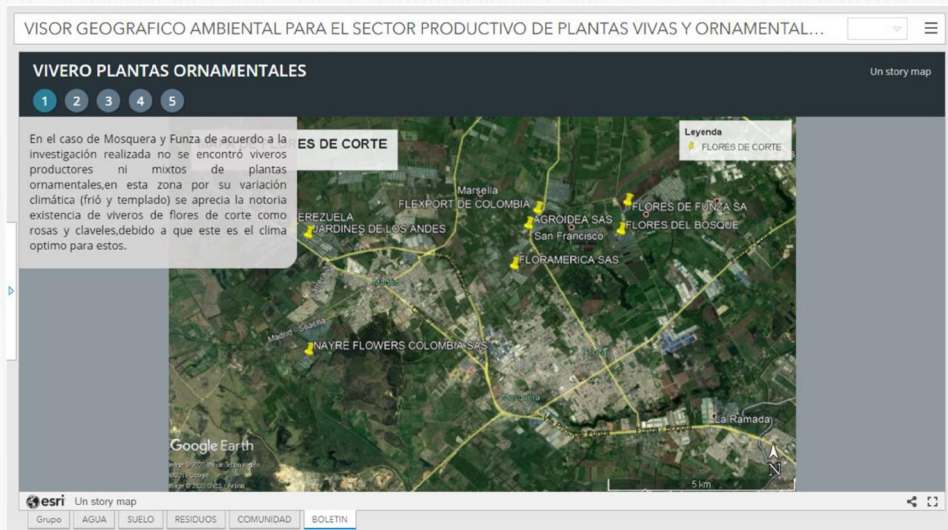 VISOR GEOGRAFICO AMBIENTAL PARA EL SECTOR PRODUCTIVO DE PLANTAS VIVAS Y ORNAMENTAL...
VIVERO PLANTAS ORNAMENTALES
Un story map
1 2 3 4 5
En el caso de Mosquera y Funza de acuerdo a la
investigación realizada no se encontró viveros
productores ni mixtos de plantas
ornamentales,en esta zona por su variación
climática (frió y templado) se aprecia la notoria
existencia de viveros de flores de corte como
rosas y claveles,debido a que este es el clima
optimo para estos.
ES DE CORTE
Leyenda
FLORES DE CORTE
Marsella
FLEXPORT DE COLOMBIA
FLORES DE FUNZA SA
EREZUELA
AGROIDEA SAS
JARDINES DE LOS ANDES
FLORES DEL BOSQUE
San Francisco
FLORAMERICA SAS
Madrid
Madrid - Soacha
NAYRE FLOWERS COLOMBIA SAS
Mosquera
La Ramada
Google Earth
N
5 km
esri Un story map
Grupo AGUA SUELO RESIDUOS COMUNIDAD BOLETIN